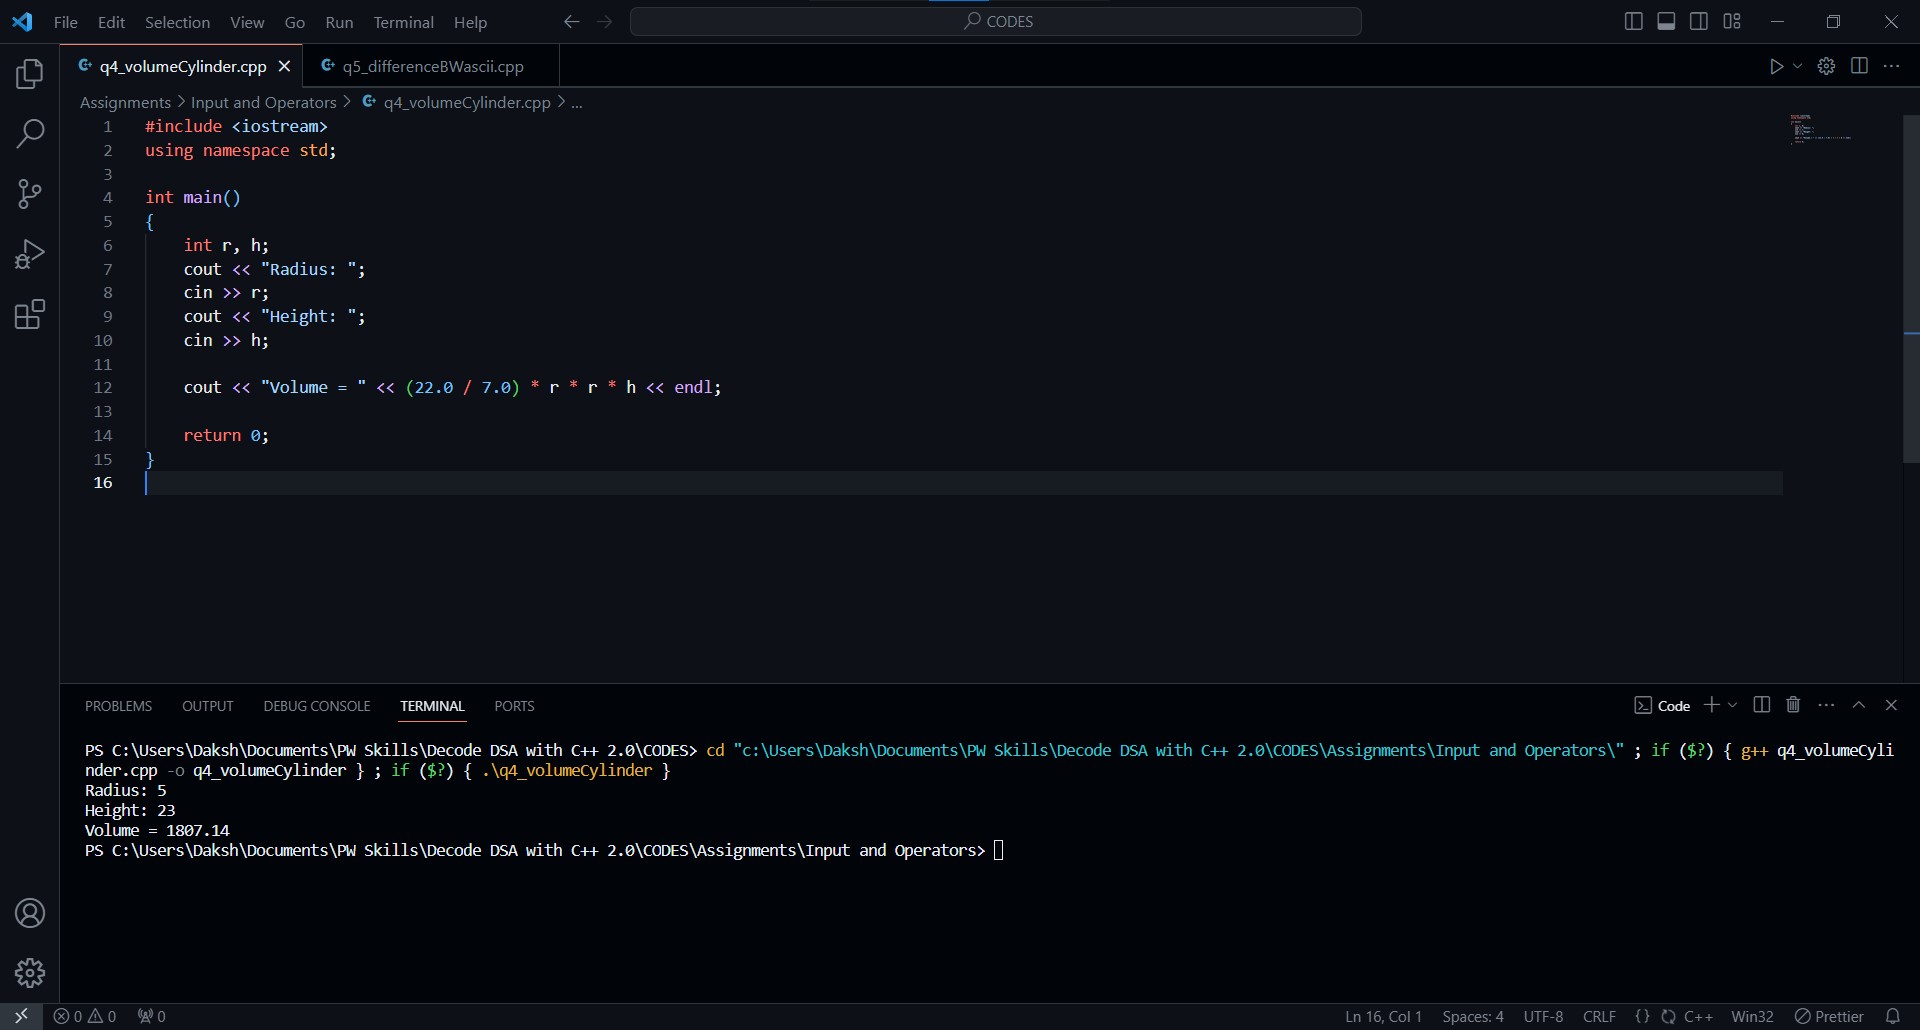 File Edit Selection View Go Run Terminal Help CODES
q4_volumeCylinder.cpp q5_differenceBWascii.cpp
Assignments > Input and Operators > q4_volumeCylinder.cpp > ...
1 #include <iostream>
2 using namespace std;
3
4 int main()
5 {
6 int r, h;
7 cout << "Radius: ";
8 cin >> r;
9 cout << "Height: ";
10 cin >> h;
11
12 cout << "Volume = " << (22.0 / 7.0) * r * r * h << endl;
13
14 return 0;
15 }
16
PROBLEMS OUTPUT DEBUG CONSOLE TERMINAL PORTS Code
PS C:\Users\Daksh\Documents\PW Skills\Decode DSA with C++ 2.0\CODES> cd "c:\Users\Daksh\Documents\PW Skills\Decode DSA with C++ 2.0\CODES\Assignments\Input and Operators\" ; if ($?) { g++ q4_volumeCyli
nder.cpp -o q4_volumeCylinder } ; if ($?) { .\q4_volumeCylinder }
Radius: 5
Height: 23
Volume = 1807.14
PS C:\Users\Daksh\Documents\PW Skills\Decode DSA with C++ 2.0\CODES\Assignments\Input and Operators>
0 0 0 Ln 16, Col 1 Spaces: 4 UTF-8 CRLF {} C++ Win32 Prettier